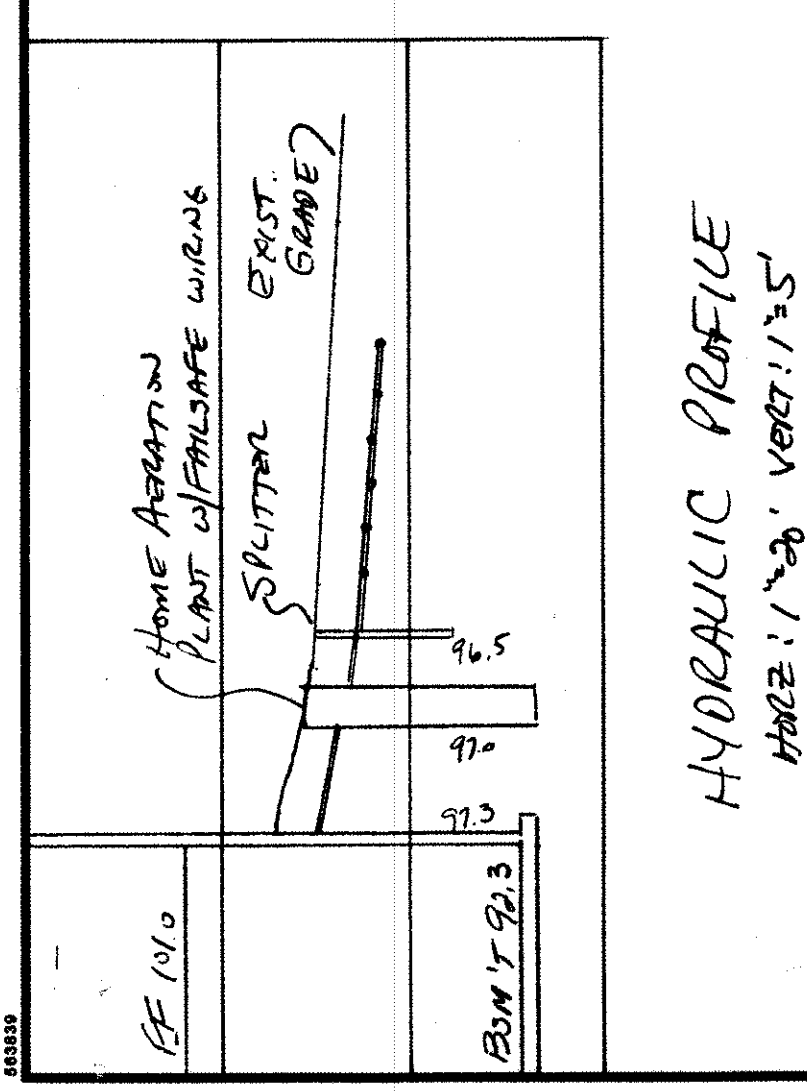 563839
HOME AERATION
PLANT W/FAILSAFE WIRING
SPLITTER
EXIST.
GRADE
FF 101.0
97.3
97.0
96.5
BSM'T 92.3
HYDRAULIC PROFILE
HORZ: 1"=20' VERT: 1"=5'